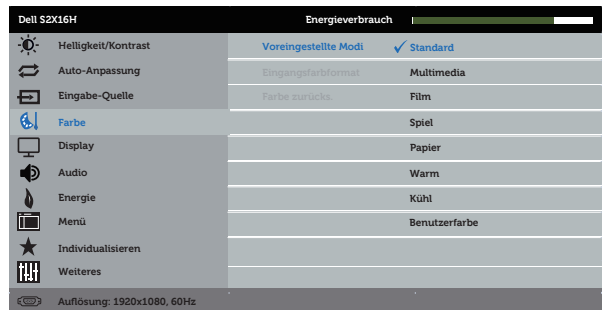 Dell S2X16H Energieverbrauch
Helligkeit/Kontrast Voreingestellte Modi Standard
Auto-Anpassung Eingangsfarbformat Multimedia
Eingabe-Quelle Farbe zurücks. Film
Farbe Spiel
Display Papier
Audio Warm
Energie Kühl
Menü Benutzerfarbe
Individualisieren
Weiteres
Auflösung: 1920x1080, 60Hz